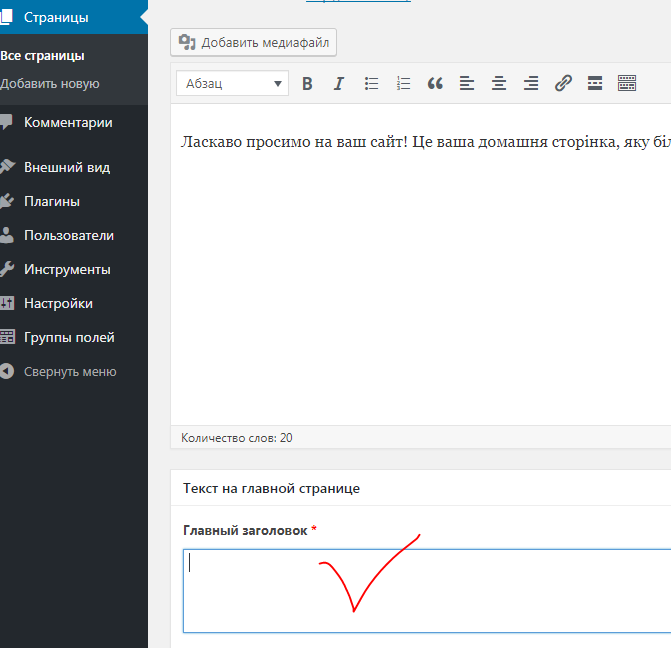 Страницы
Все страницы
Добавить новую
Комментарии
Внешний вид
Плагины
Пользователи
Инструменты
Настройки
Группы полей
Свернуть меню
Добавить медиафайл
Абзац
Ласкаво просимо на ваш сайт! Це ваша домашня сторінка, яку біл
Количество слов: 20
Текст на главной странице
Главный заголовок *